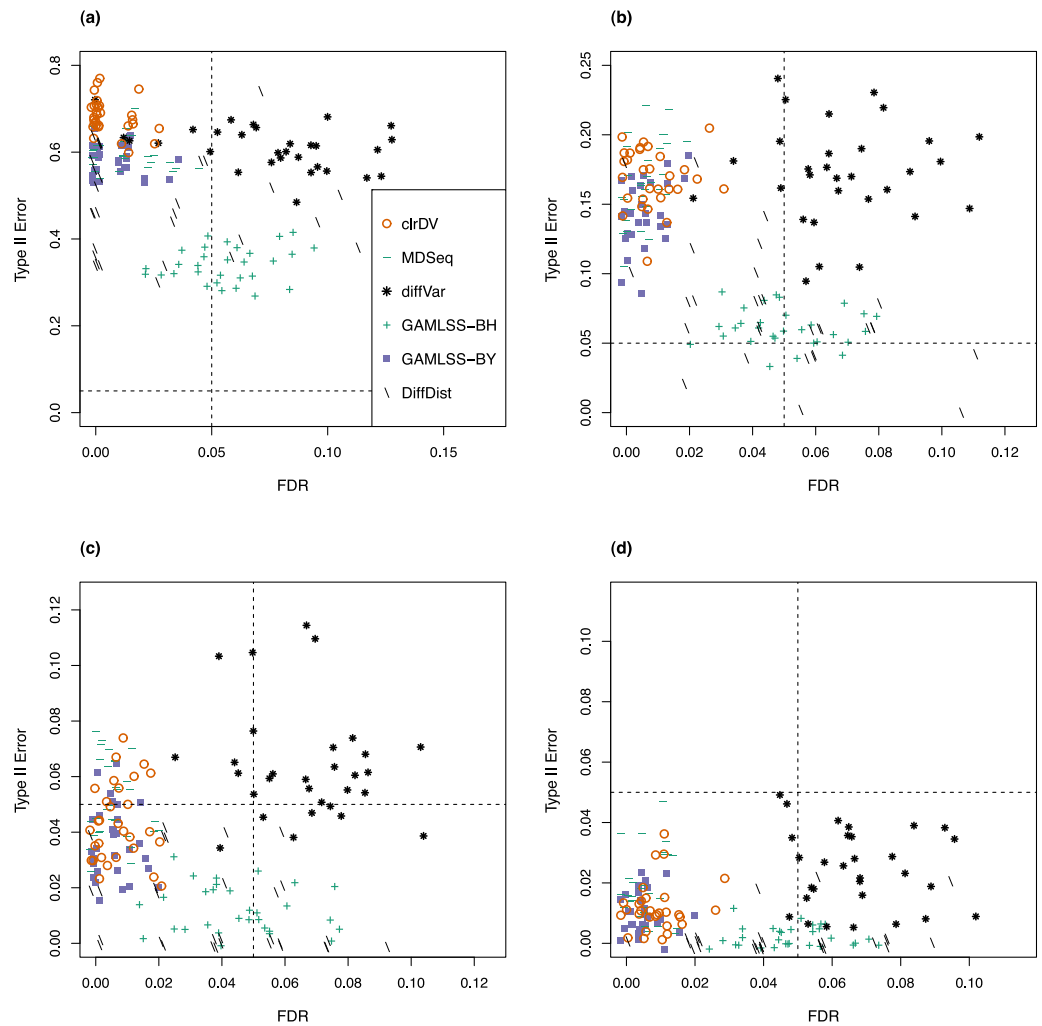 (a)
0.8
0.6
0.4
0.2
0.0
Type II Error
0.00
0.05
0.10
0.15
FDR
clrDV
MDSeq
diffVar
GAMLSS−BH
GAMLSS−BY
DiffDist
(b)
0.25
0.20
0.15
0.10
0.05
0.00
Type II Error
0.00
0.02
0.04
0.06
0.08
0.10
0.12
FDR
(c)
0.12
0.10
0.08
0.06
0.04
0.02
0.00
Type II Error
0.00
0.02
0.04
0.06
0.08
0.10
0.12
FDR
(d)
0.10
0.08
0.06
0.04
0.02
0.00
Type II Error
0.00
0.02
0.04
0.06
0.08
0.10
FDR